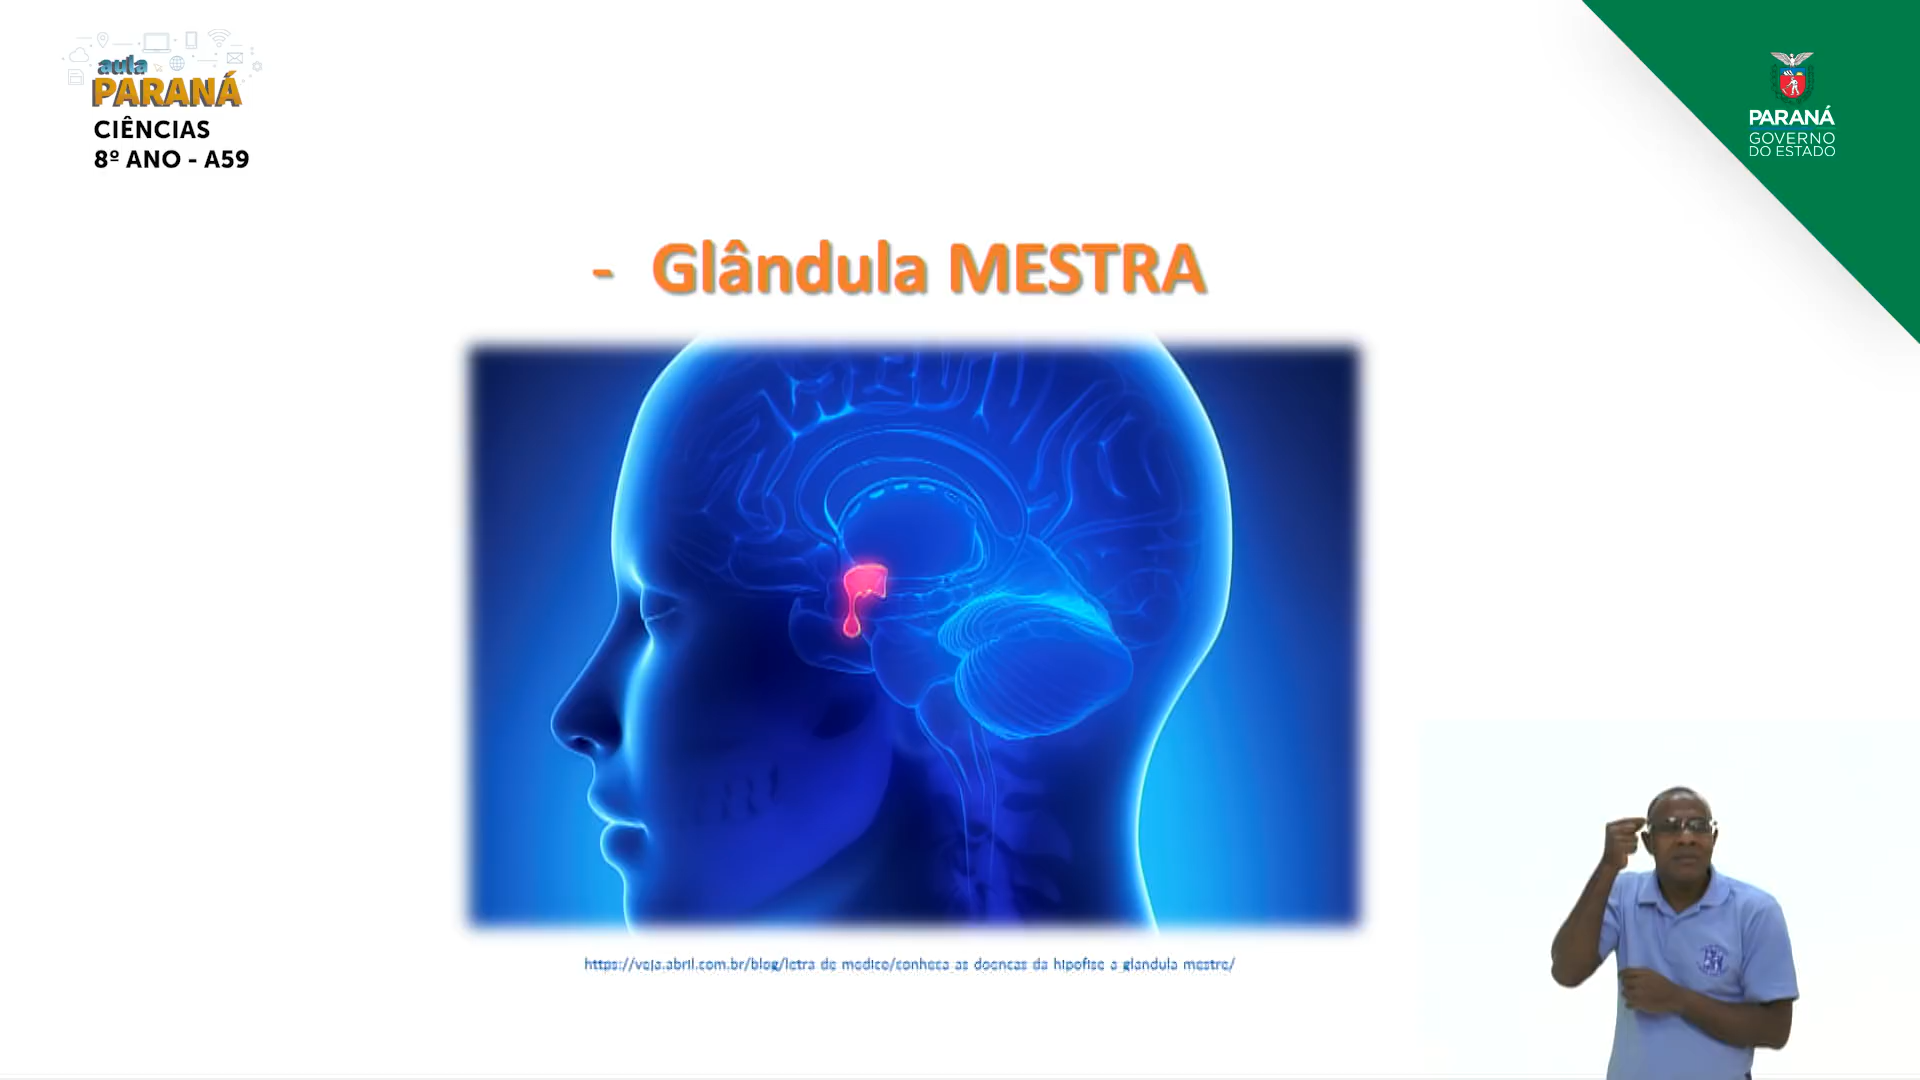 aula
PARANÁ
CIÊNCIAS
8º ANO - A59
PARANÁ
GOVERNO
DO ESTADO
- Glândula MESTRA
https://veja.abril.com.br/blog/letra de medico/conheca as doencas da hipofise a glandula mestre/